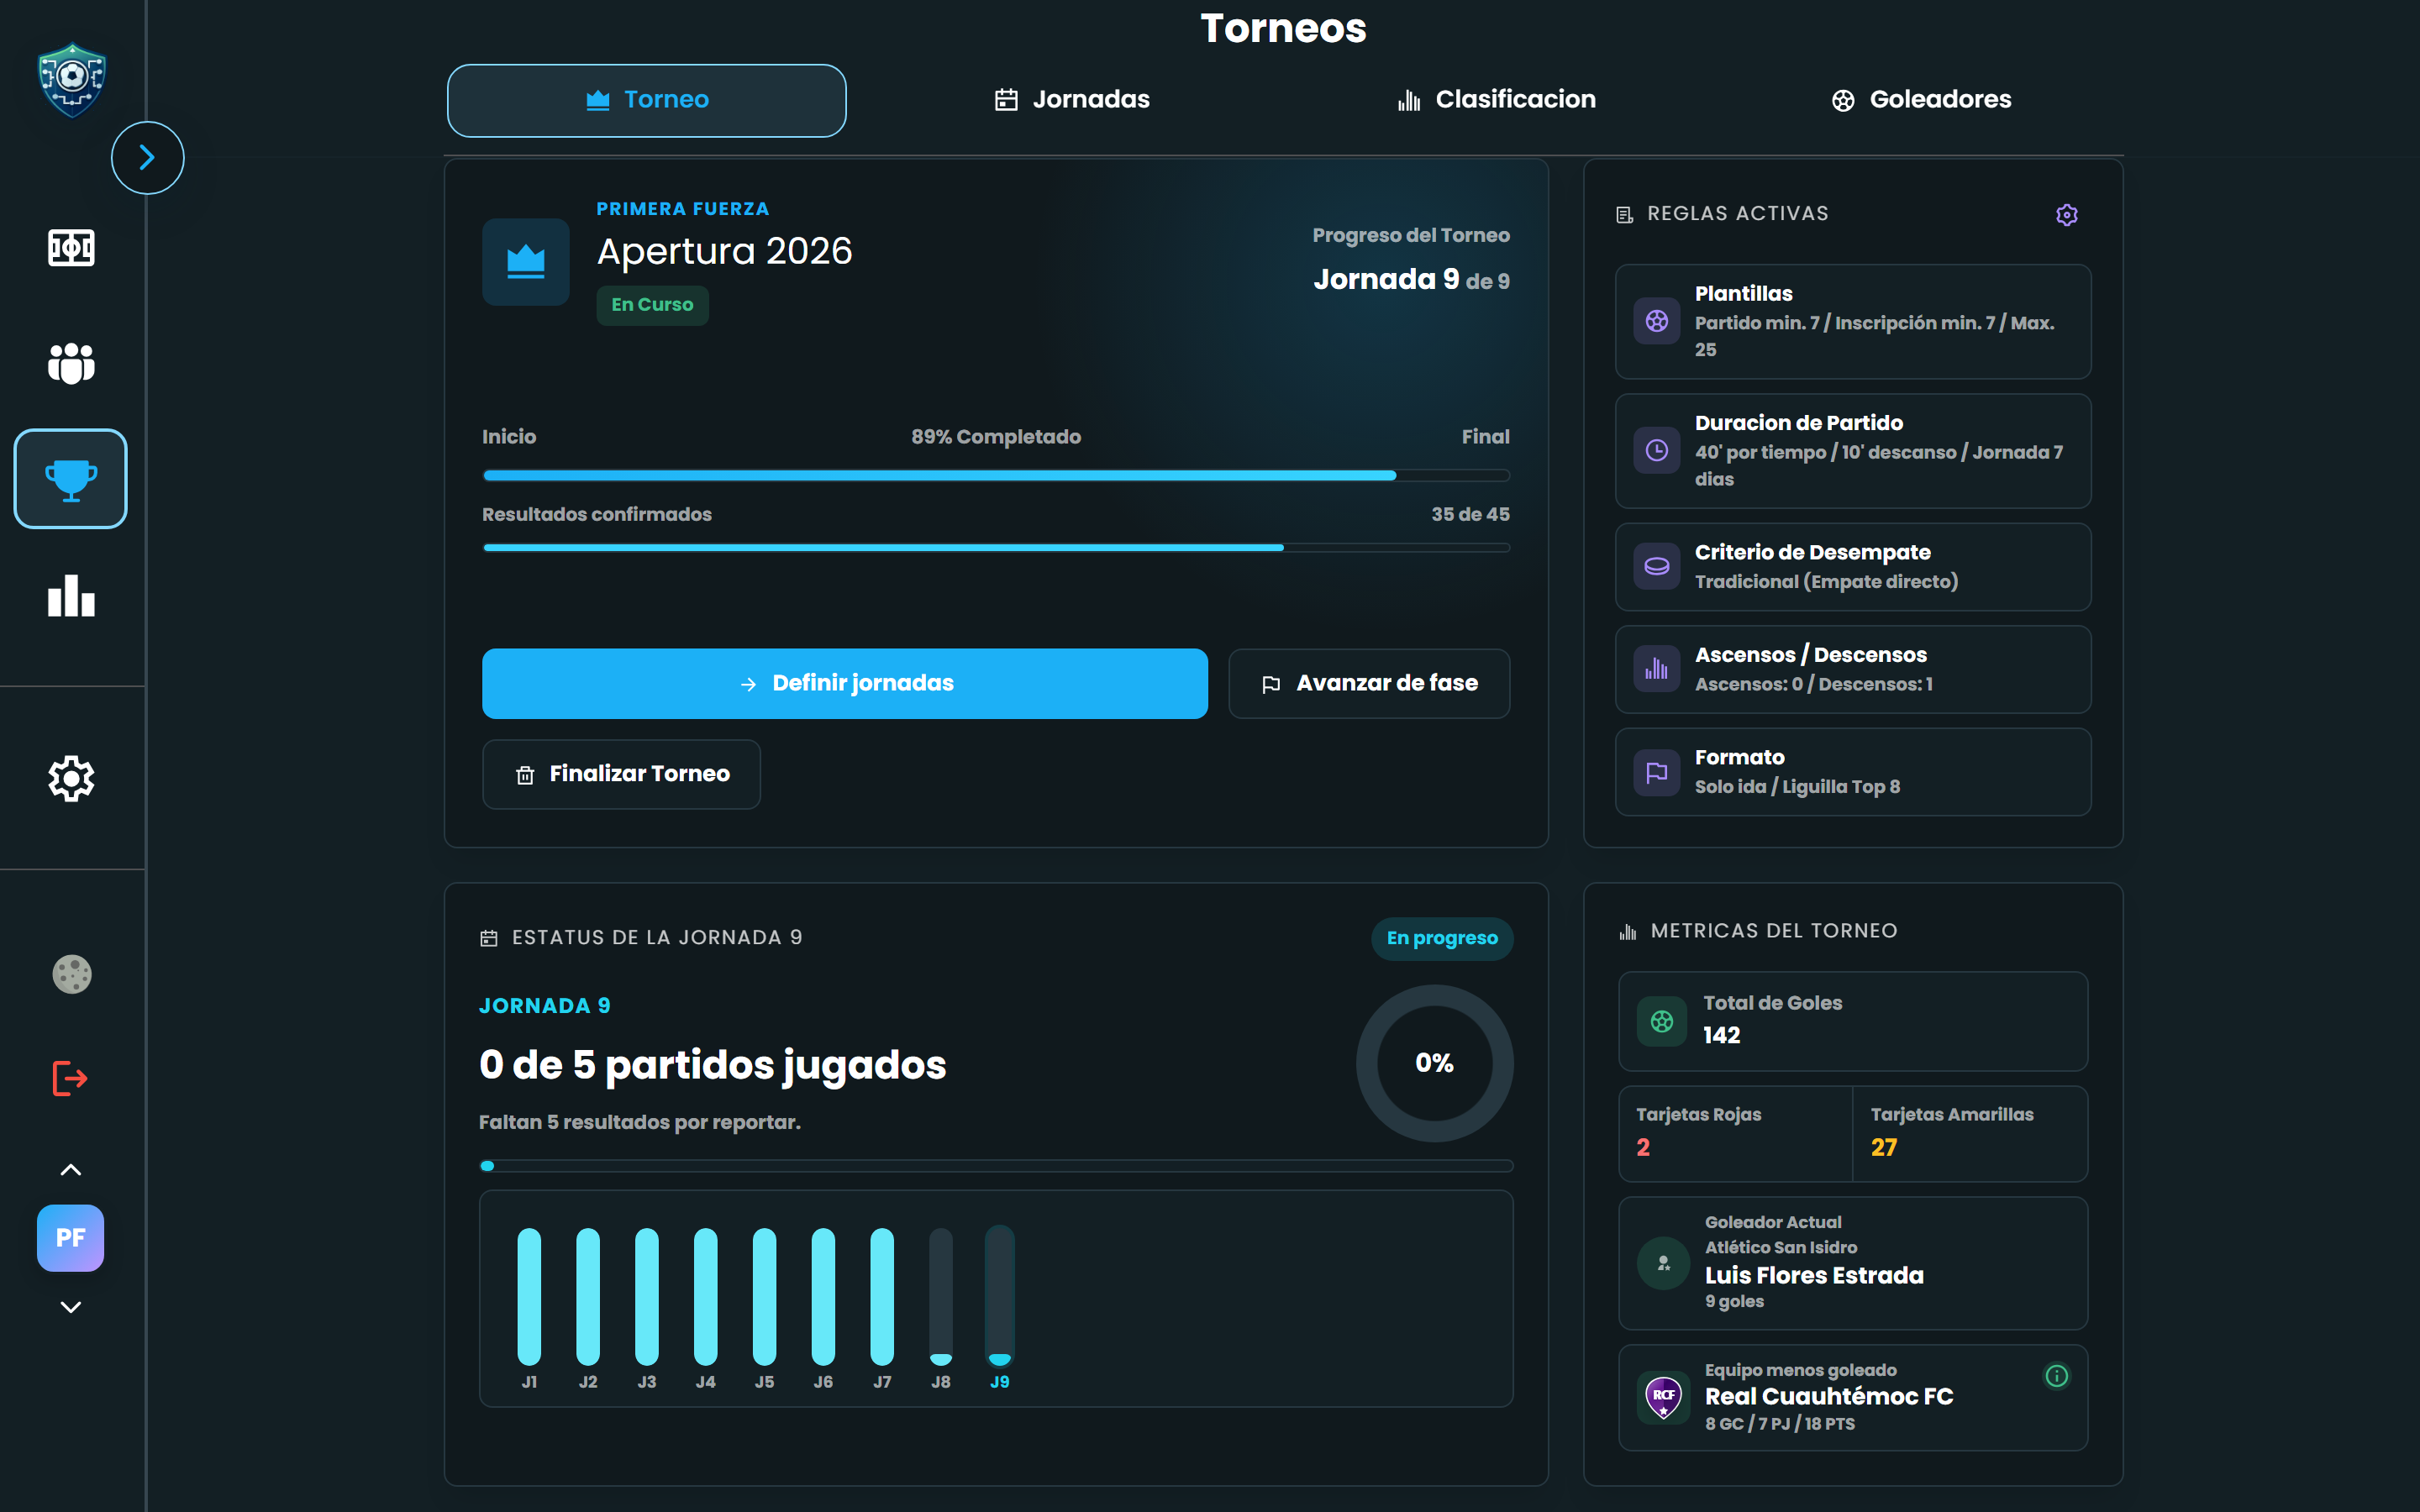 Torneos
Torneo
Jornadas
Clasificacion
Goleadores
PRIMERA FUERZA
Apertura 2026
En Curso
Progreso del Torneo
Jornada 9 de 9
Inicio
89% Completado
Final
Resultados confirmados
35 de 45
Definir jornadas
Avanzar de fase
Finalizar Torneo
REGLAS ACTIVAS
Plantillas
Partido min. 7 / Inscripción min. 7 / Max.
25
Duracion de Partido
40' por tiempo / 10' descanso / Jornada 7
dias
Criterio de Desempate
Tradicional (Empate directo)
Ascensos / Descensos
Ascensos: 0 / Descensos: 1
Formato
Solo ida / Liguilla Top 8
ESTATUS DE LA JORNADA 9
En progreso
JORNADA 9
0 de 5 partidos jugados
Faltan 5 resultados por reportar.
0%
J1
J2
J3
J4
J5
J6
J7
J8
J9
METRICAS DEL TORNEO
Total de Goles
142
Tarjetas Rojas
2
Tarjetas Amarillas
27
Goleador Actual
Atlético San Isidro
Luis Flores Estrada
9 goles
RCF
Equipo menos goleado
Real Cuauhtémoc FC
8 GC / 7 PJ / 18 PTS
PF